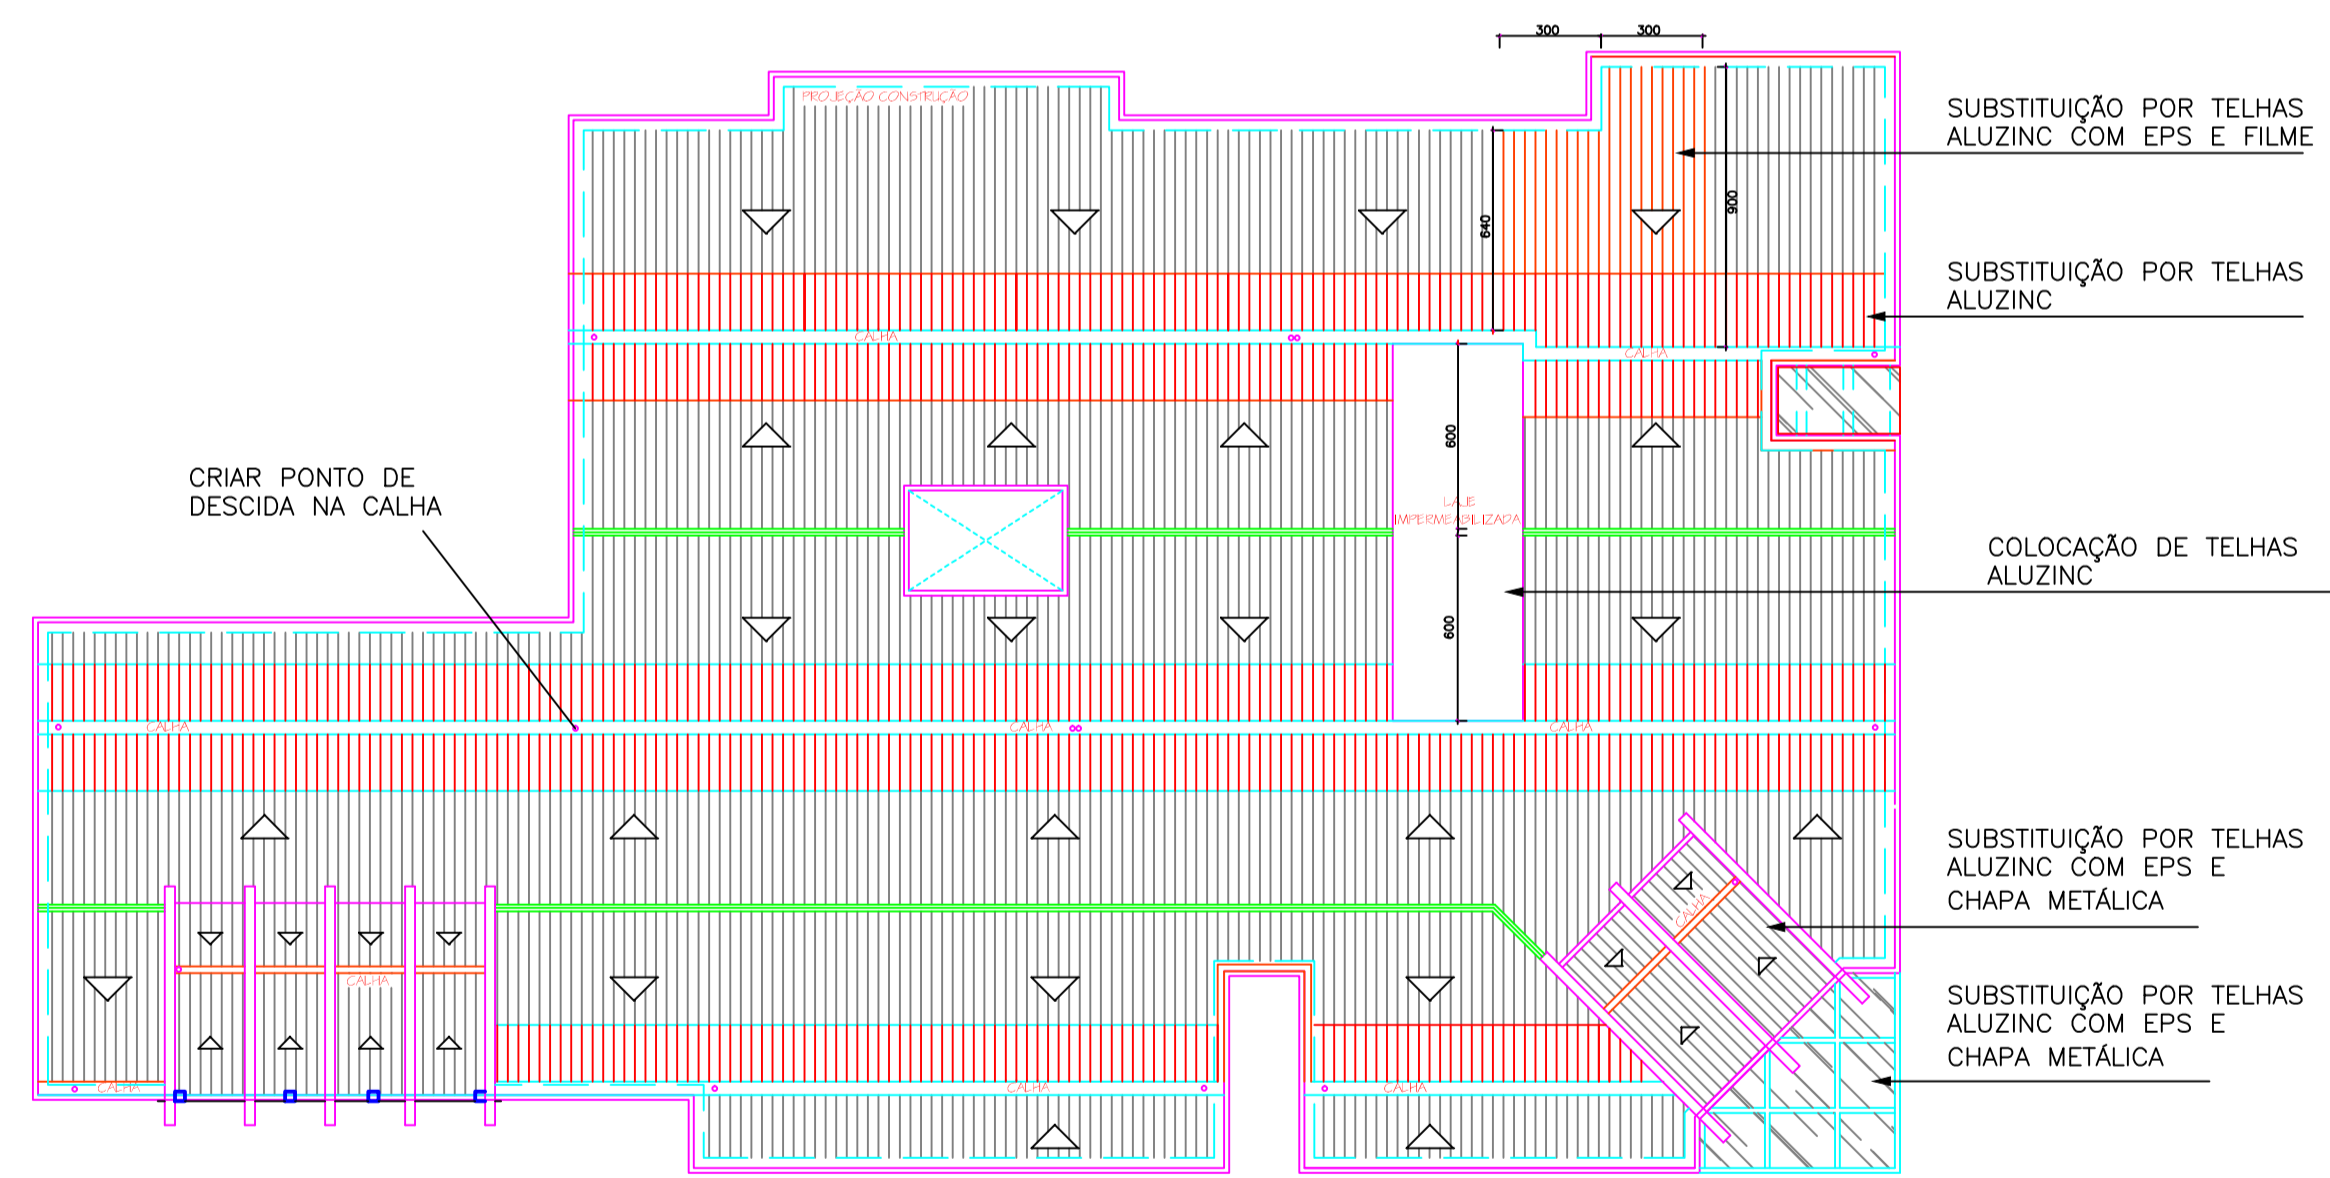 300
300
PROJEÇÃO CONSTRUÇÃO
SUBSTITUIÇÃO POR TELHAS
ALUZINC COM EPS E FILME
640
900
SUBSTITUIÇÃO POR TELHAS
ALUZINC
CALHA
CALHA
600
CRIAR PONTO DE
DESCIDA NA CALHA
LAJE
IMPERMEABILIZADA
COLOCAÇÃO DE TELHAS
ALUZINC
600
CALHA
CALHA
CALHA
SUBSTITUIÇÃO POR TELHAS
ALUZINC COM EPS E
CHAPA METÁLICA
CALHA
CALHA
SUBSTITUIÇÃO POR TELHAS
ALUZINC COM EPS E
CHAPA METÁLICA
CALHA
CALHA
CALHA